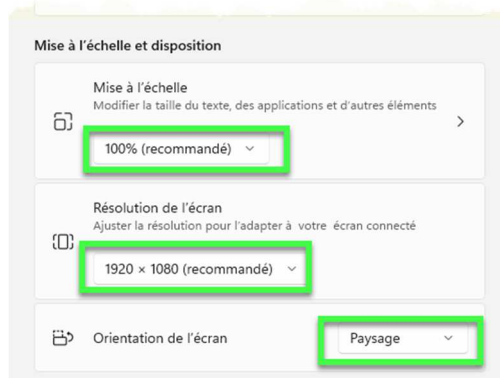 Mise à l'échelle et disposition
Mise à l'échelle
Modifier la taille du texte, des applications et d'autres éléments
100% (recommandé)
Résolution de l'écran
Ajuster la résolution pour l'adapter à votre écran connecté
1920 × 1080 (recommandé)
Orientation de l'écran
Paysage